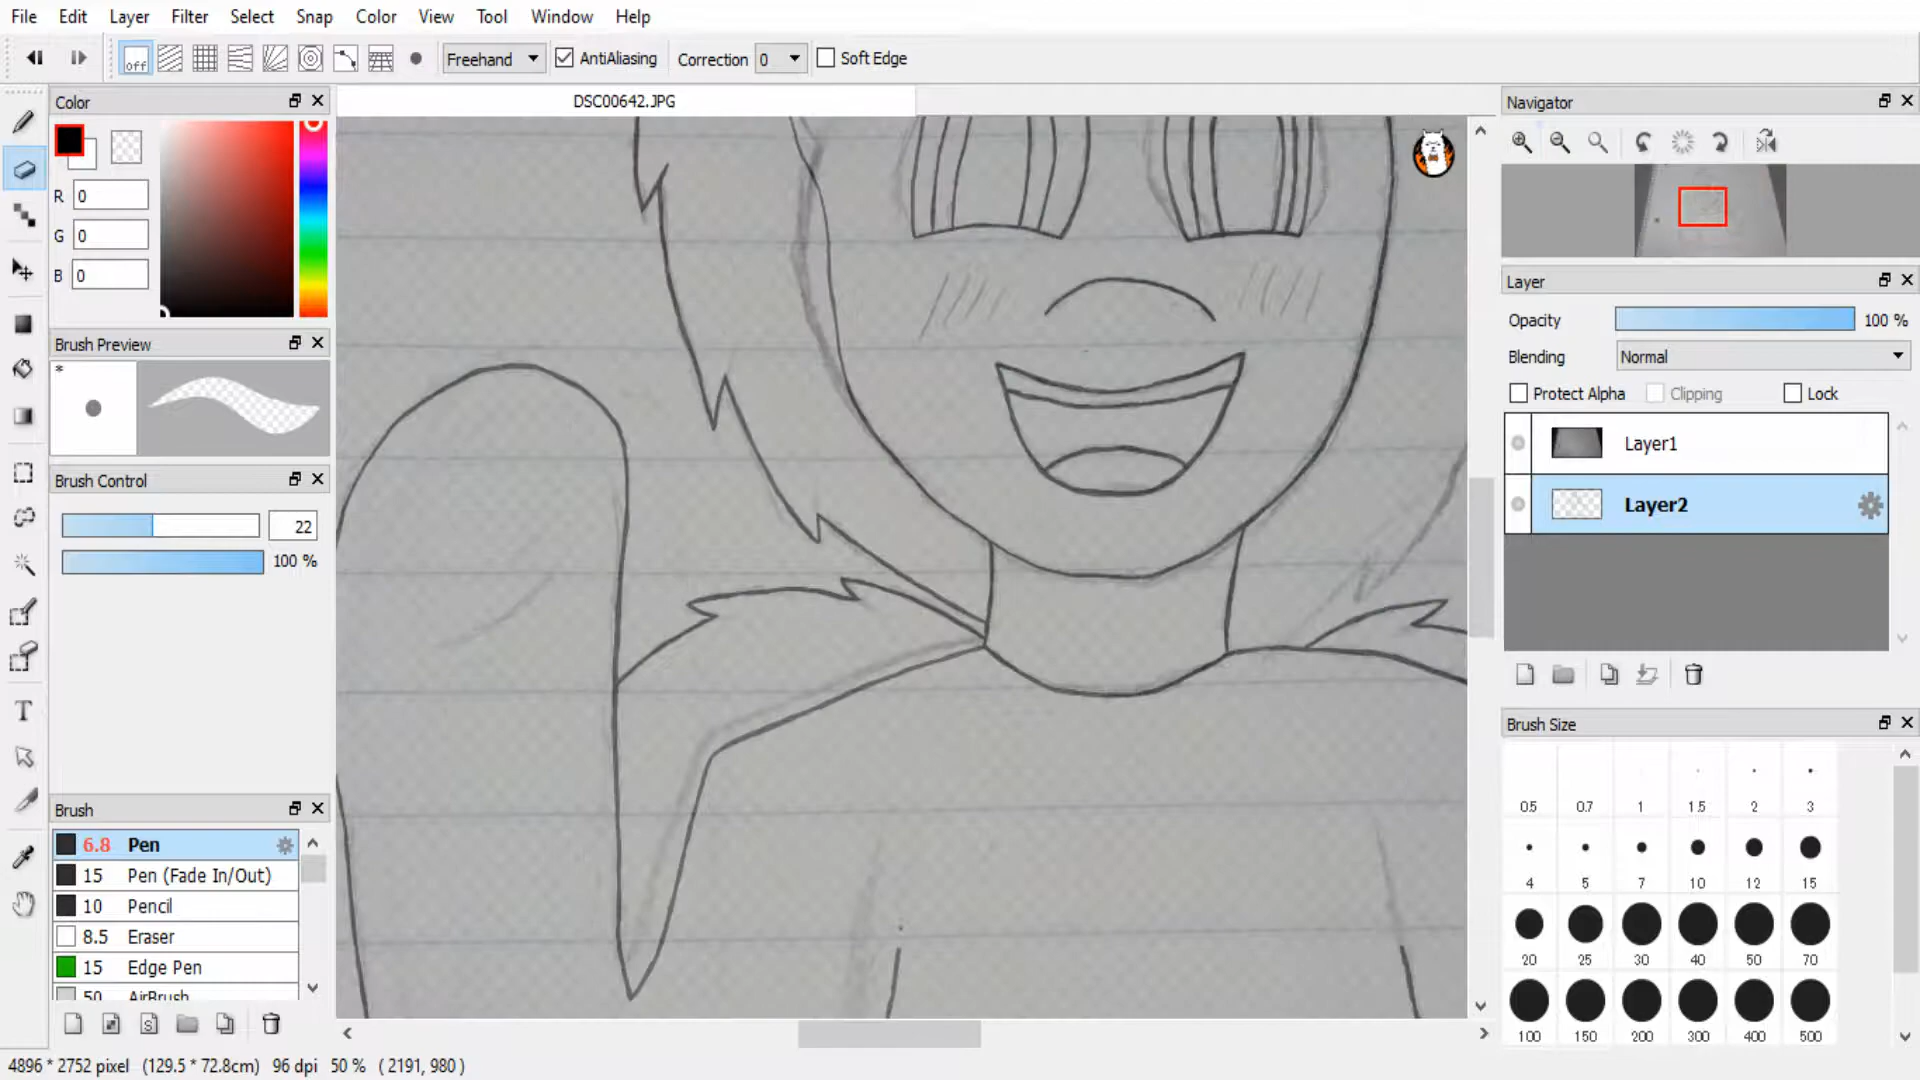 File Edit Layer Filter Select Snap Color View Tool Window Help
off Freehand AntiAliasing Correction 0 Soft Edge
Color
DSC00642.JPG
Navigator
R 0
G 0
B 0
Layer
Opacity 100 %
Brush Preview
*
Blending Normal
Protect Alpha Clipping Lock
Layer1
Brush Control
Layer2
22
100 %
Brush Size
0.5 0.7 1 1.5 2 3
Brush
6.8 Pen
15 Pen (Fade In/Out)
4 5 7 10 12 15
10 Pencil
8.5 Eraser
20 25 30 40 50 70
15 Edge Pen
50 AirBrush
S
T
100 150 200 300 400 500
4896 * 2752 pixel (129.5 * 72.8cm) 96 dpi 50 % ( 2191, 980 )